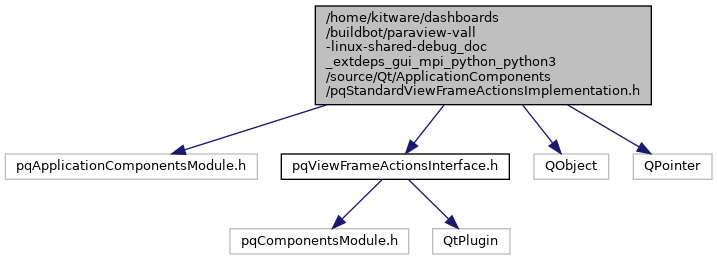 /home/kitware/dashboards
/buildbot/paraview-vall
-linux-shared-debug_doc
_extdeps_gui_mpi_python_python3
/source/Qt/ApplicationComponents
/pqStandardViewFrameActionsImplementation.h
pqApplicationComponentsModule.h
pqViewFrameActionsInterface.h
QObject
QPointer
pqComponentsModule.h
QtPlugin